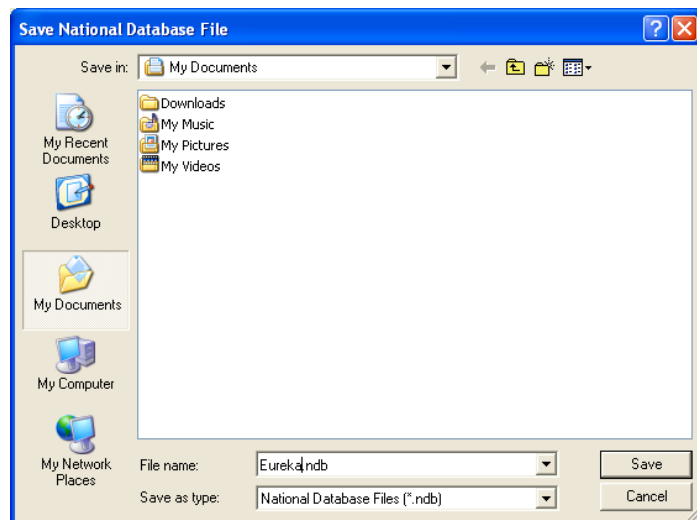 Save National Database File
Save in:
My Documents
Downloads
My Music
My Pictures
My Videos
My Recent
Documents
Desktop
My Documents
My Computer
My Network
Places
File name:
Eureka.ndb
Save
Save as type:
National Database Files (*.ndb)
Cancel